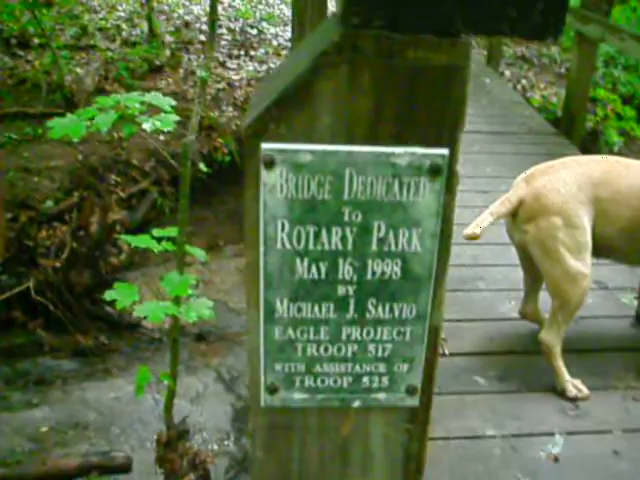 BRIDGE DEDICATED
TO
ROTARY PARK
MAY 16, 1998
BY
MICHAEL J. SALVIO
EAGLE PROJECT
TROOP 517
WITH ASSISTANCE OF
TROOP 525